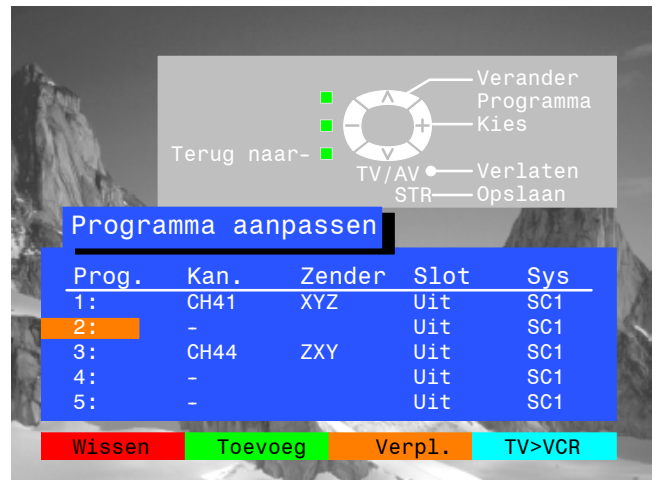 Verander
Programma
Kies
Terug naar-
TV/AV Verlaten
STR Opslaan
Programma aanpassen
Prog. Kan. Zender Slot Sys
1: CH41 XYZ Uit SC1
2: - Uit SC1
3: CH44 ZXY Uit SC1
4: - Uit SC1
5: - Uit SC1
Wissen Toevoeg Verpl. TV>VCR